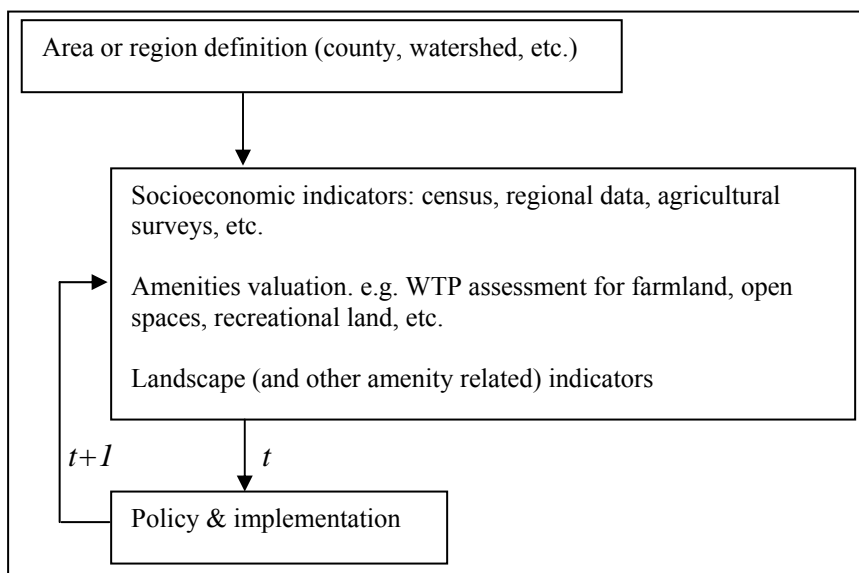 Area or region definition (county, watershed, etc.)
Socioeconomic indicators: census, regional data, agricultural
surveys, etc.
Amenities valuation. e.g. WTP assessment for farmland, open
spaces, recreational land, etc.
Landscape (and other amenity related) indicators
t+1
t
Policy & implementation